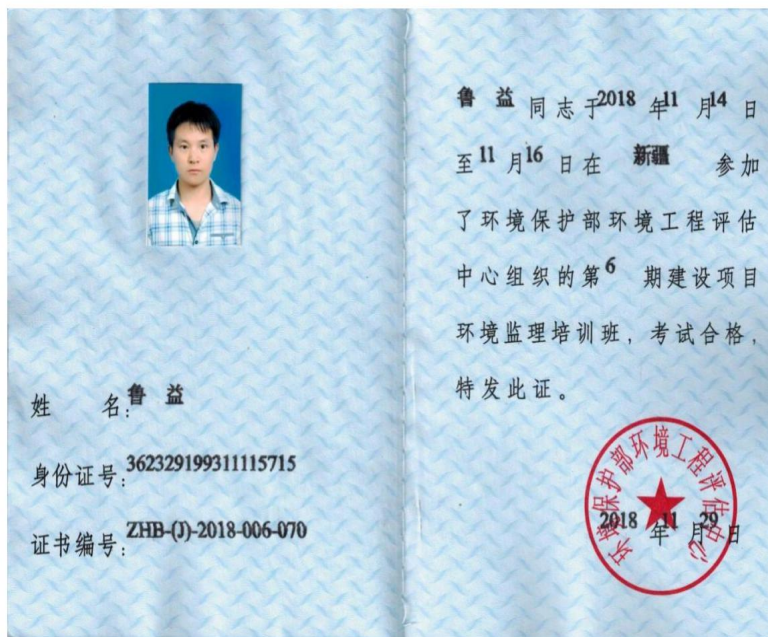 姓 名: 鲁 益
身份证号: 362329199311115715
证书编号: ZHB-(J)-2018-006-070
鲁 益 同志于2018 年11 月14 日
至11 月16 日在 新疆 参加
了环境保护部环境工程评估
中心组织的第6 期建设项目
环境监理培训班，考试合格，
特发此证。
环境保护部环境工程评估中心
2018 年 11 月 29 日